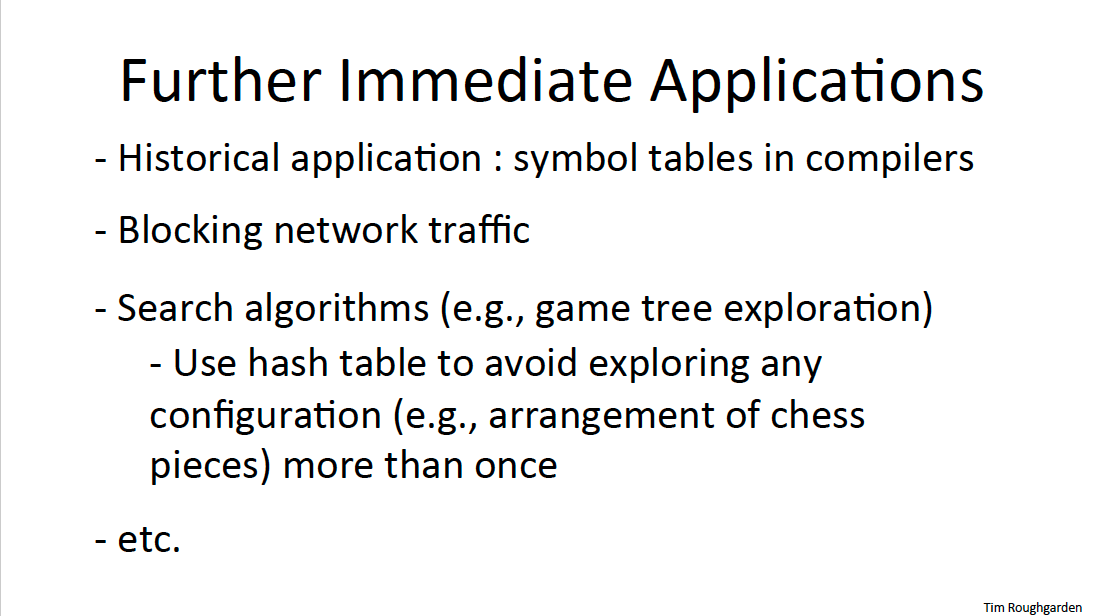 Further Immediate Applications
- Historical application : symbol tables in compilers
- Blocking network traffic
- Search algorithms (e.g., game tree exploration)
- Use hash table to avoid exploring any
configuration (e.g., arrangement of chess
pieces) more than once
- etc.
Tim Roughgarden